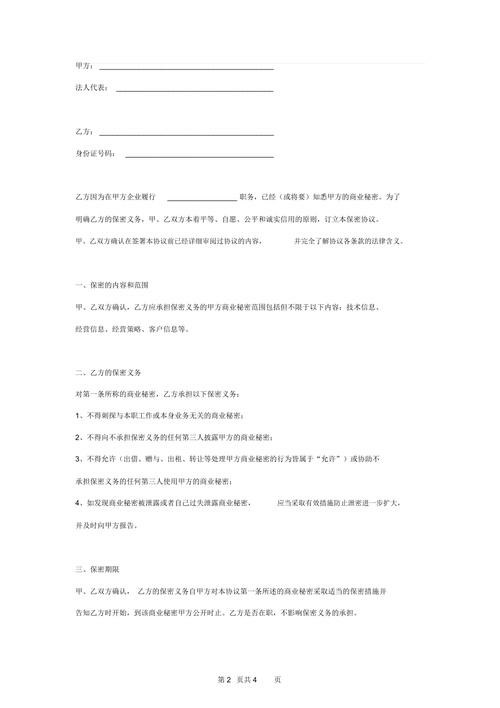 甲方：
法人代表：
乙方：
身份证号码：
乙方因为在甲方企业履行 职务，已经（或将要）知悉甲方的商业秘密。为了
明确乙方的保密义务，甲、乙双方本着平等、自愿、公平和诚实信用的原则，订立本保密协议。
甲、乙双方确认在签署本协议前已经详细审阅过协议的内容， 并完全了解协议各条款的法律含义。
一、保密的内容和范围
甲、乙双方确认，乙方应承担保密义务的甲方商业秘密范围包括但不限于以下内容：技术信息、
经营信息、经营策略、客户信息等。
二、乙方的保密义务
对第一条所称的商业秘密，乙方承担以下保密义务：
1、不得刺探与本职工作或本身业务无关的商业秘密；
2、不得向不承担保密义务的任何第三人披露甲方的商业秘密；
3、不得允许（出借、赠与、出租、转让等处理甲方商业秘密的行为皆属于“允许”）或协助不
承担保密义务的任何第三人使用甲方的商业秘密；
4、如发现商业秘密被泄露或者自己过失泄露商业秘密， 应当采取有效措施防止泄密进一步扩大，
并及时向甲方报告。
三、保密期限
甲、乙双方确认， 乙方的保密义务自甲方对本协议第一条所述的商业秘密采取适当的保密措施并
告知乙方时开始，到该商业秘密甲方公开时止。乙方是否在职，不影响保密义务的承担。
第 2 页共 4 页